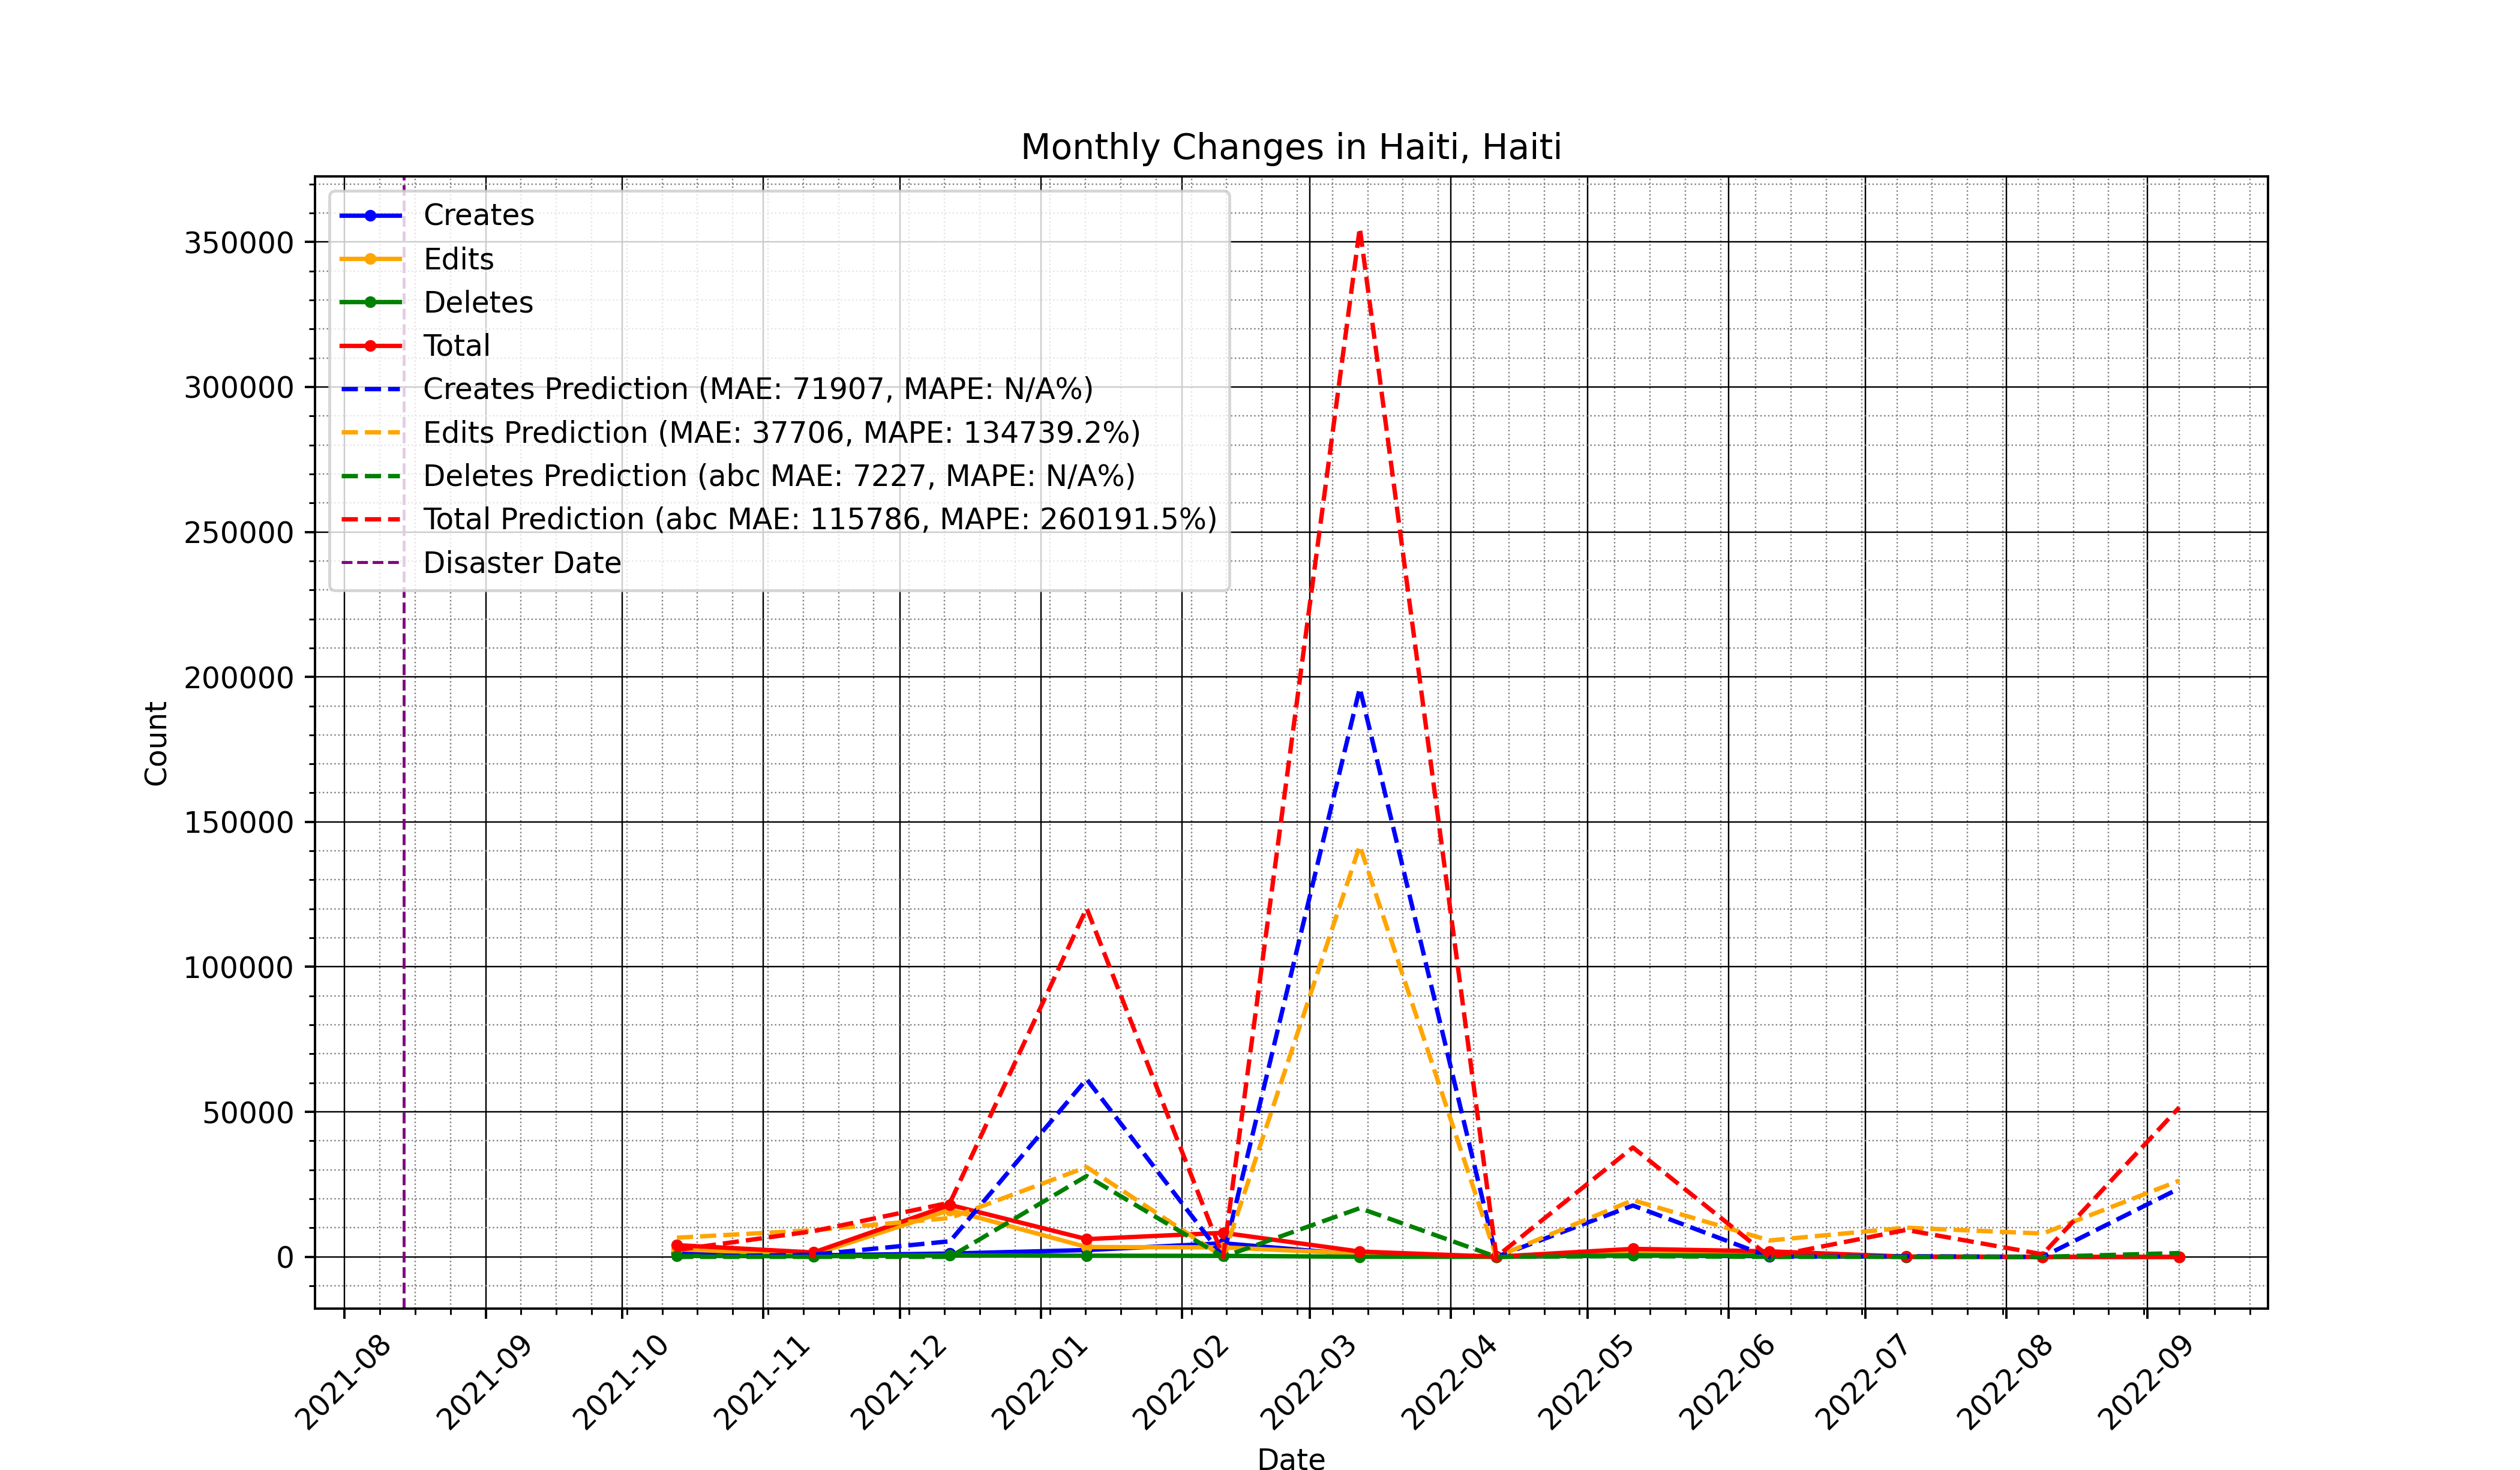 Monthly Changes in Haiti, Haiti
Creates
Edits
Deletes
Total
Creates Prediction (MAE: 71907, MAPE: N/A%)
Edits Prediction (MAE: 37706, MAPE: 134739.2%)
Deletes Prediction (abc MAE: 7227, MAPE: N/A%)
Total Prediction (abc MAE: 115786, MAPE: 260191.5%)
Disaster Date
350000
300000
250000
200000
150000
100000
50000
0
Count
2021-08
2021-09
2021-10
2021-11
2021-12
2022-01
2022-02
2022-03
2022-04
2022-05
2022-06
2022-07
2022-08
2022-09
Date